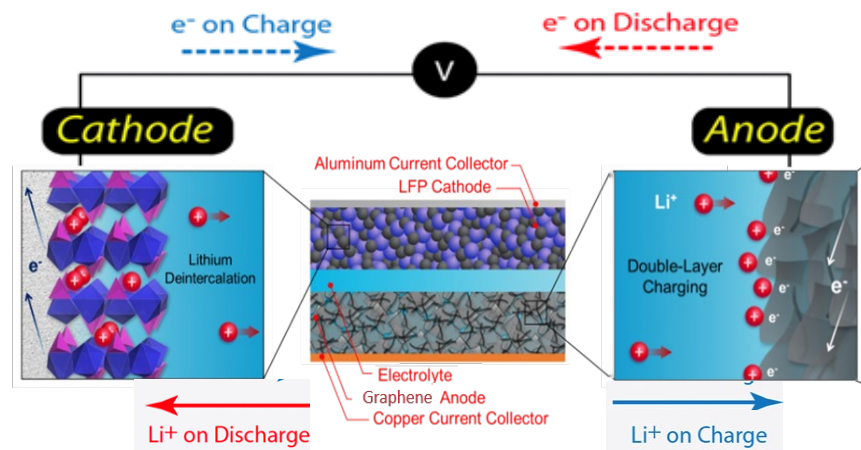 e⁻ on Charge
e⁻ on Discharge
V
Cathode
Anode
Aluminum Current Collector
LFP Cathode
+
e⁻
Lithium
Deintercalation
+
+
+
+
+
+
Li⁺
+
+ e⁻
+ e⁻
+ e⁻
+ e⁻
+ e⁻
+ e⁻
Double-Layer
Charging
e⁻
+
Electrolyte
Graphane Anode
Copper Current Collector
Li⁺ on Discharge
Li⁺ on Charge